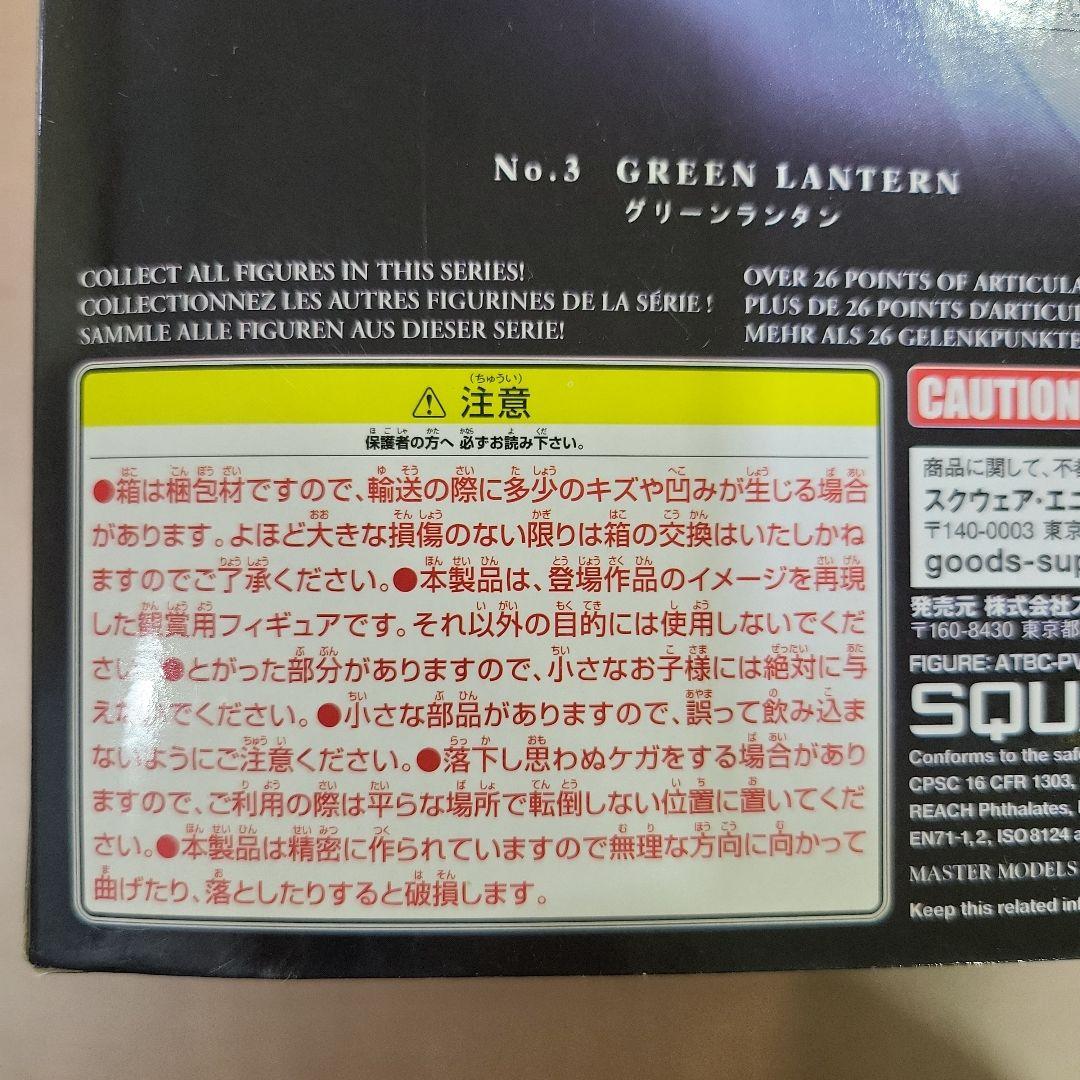 No.3 GREEN LANTERN
グリーンランタン
COLLECT ALL FIGURES IN THIS SERIES!
COLLECTIONNEZ LES AUTRES FIGURINES DE LA SÉRIE !
SAMMLE ALLE FIGUREN AUS DIESER SERIE!
OVER 26 POINTS OF ARTICULA
PLUS DE 26 POINTS D'ARTICUL
MEHR ALS 26 GELENKPUNKTE
(ちゅうい)
⚠ 注意
保護者の方へ 必ずお読み下さい。
●箱は梱包材ですので、輸送の際に多少のキズや凹みが生じる場合
があります。よほど大きな損傷のない限りは箱の交換はいたしかね
ますのでご了承ください。●本製品は、登場作品のイメージを再現
した観賞用フィギュアです。それ以外の目的には使用しないでくだ
さい。●とがった部分がありますので、小さなお子様には絶対に与
えないでください。●小さな部品がありますので、誤って飲み込ま
ないようにご注意ください。●落下し思わぬケガをする場合があり
ますので、ご利用の際は平らな場所で転倒しない位置に置いてくだ
さい。●本製品は精密に作られていますので無理な方向に向かって
曲げたり、落としたりすると破損します。
CAUTION
商品に関して、不
スクウェア・エニ
〒140-0003 東京
goods-sup
発売元 株式会社ス
〒160-8430 東京都
FIGURE: ATBC-PV
SQU
Conforms to the safe
CPSC 16 CFR 1303,
REACH Phthalates,
EN71-1,2, ISO 8124 a
MASTER MODELS
Keep this related inf